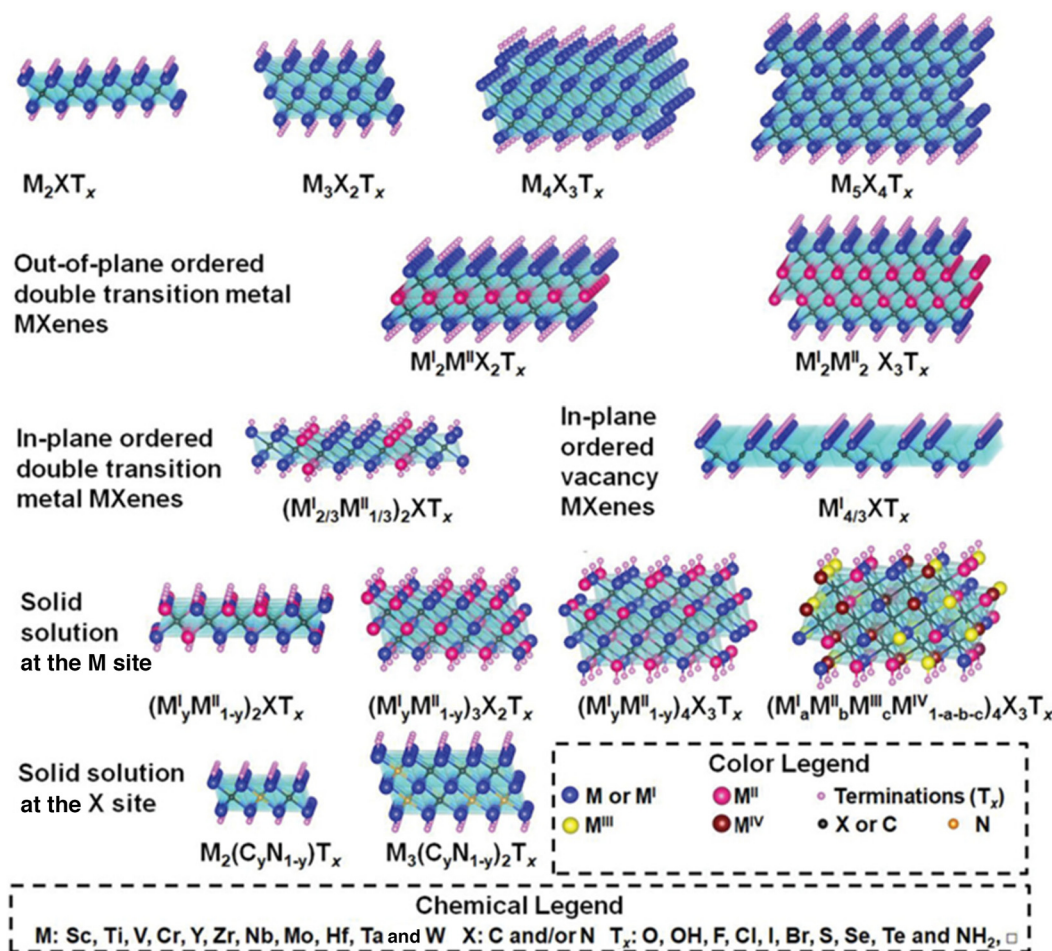 M₂XTₓ M₃X₂Tₓ M₄X₃Tₓ M₅X₄Tₓ
Out-of-plane ordered
double transition metal
MXenes
Mᴵ₂MᴵᴵX₂Tₓ Mᴵ₂Mᴵᴵ₂ X₃Tₓ
In-plane ordered
double transition
metal MXenes
(Mᴵ₂/₃Mᴵᴵ₁/₃)₂XTₓ
In-plane
ordered
vacancy
MXenes
Mᴵ₄/₃XTₓ
Solid
solution
at the M site
(MᴵyMᴵᴵ1-y)₂XTₓ (MᴵyMᴵᴵ1-y)₃X₂Tₓ (MᴵyMᴵᴵ1-y)₄X₃Tₓ (MᴵaMᴵᴵbMᴵᴵᴵcMᴵⱽ1-a-b-c)₄X₃Tₓ
Solid solution
at the X site
M₂(CyN1-y)Tₓ M₃(CyN1-y)₂Tₓ
Color Legend
M or Mᴵ Mᴵᴵ Terminations (Tₓ)
Mᴵᴵᴵ Mᴵⱽ X or C N
Chemical Legend
M: Sc, Ti, V, Cr, Y, Zr, Nb, Mo, Hf, Ta and W X: C and/or N Tₓ: O, OH, F, Cl, I, Br, S, Se, Te and NH₂, □